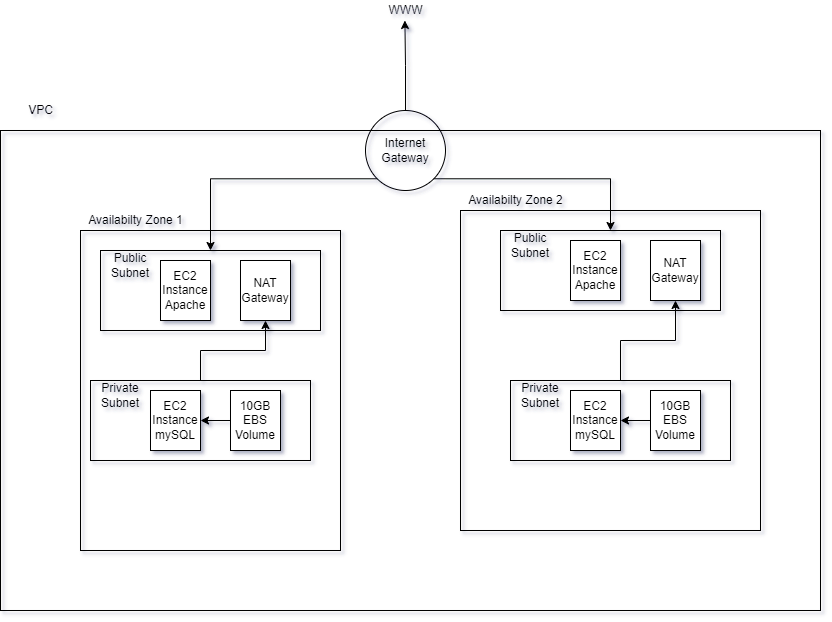 WWW
VPC
Internet
Gateway
Availabilty Zone 1
Public
Subnet
EC2
Instance
Apache
NAT
Gateway
Private
Subnet
EC2
Instance
mySQL
10GB
EBS
Volume
Availabilty Zone 2
Public
Subnet
EC2
Instance
Apache
NAT
Gateway
Private
Subnet
EC2
Instance
mySQL
10GB
EBS
Volume